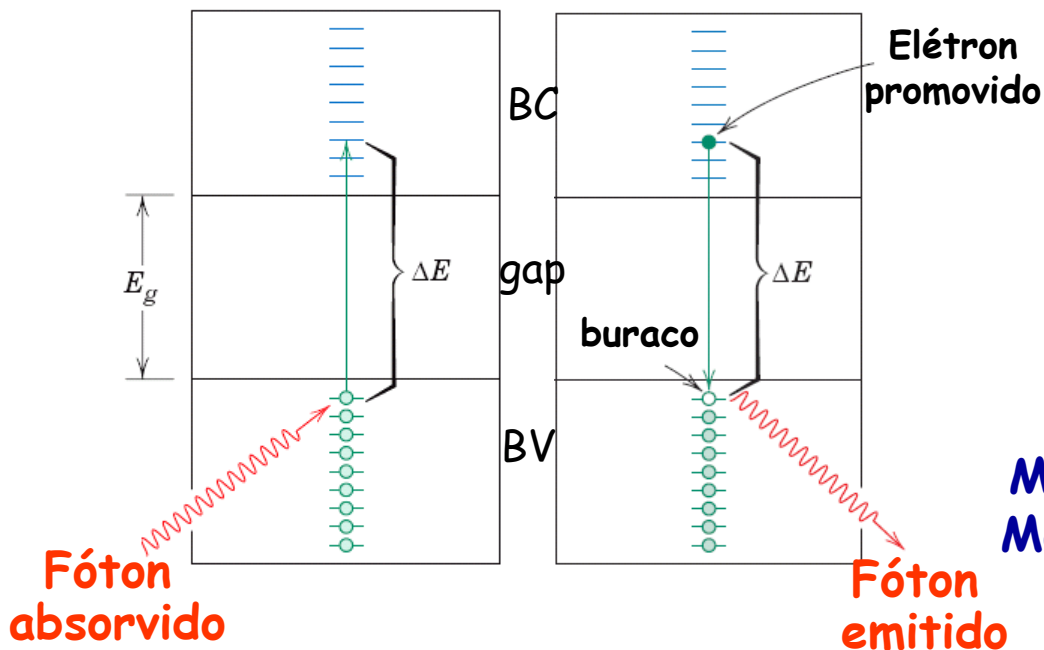 Elétron
promovido
BC
E_g
ΔE
gap
ΔE
buraco
BV
M
M
Fóton
absorvido
Fóton
emitido